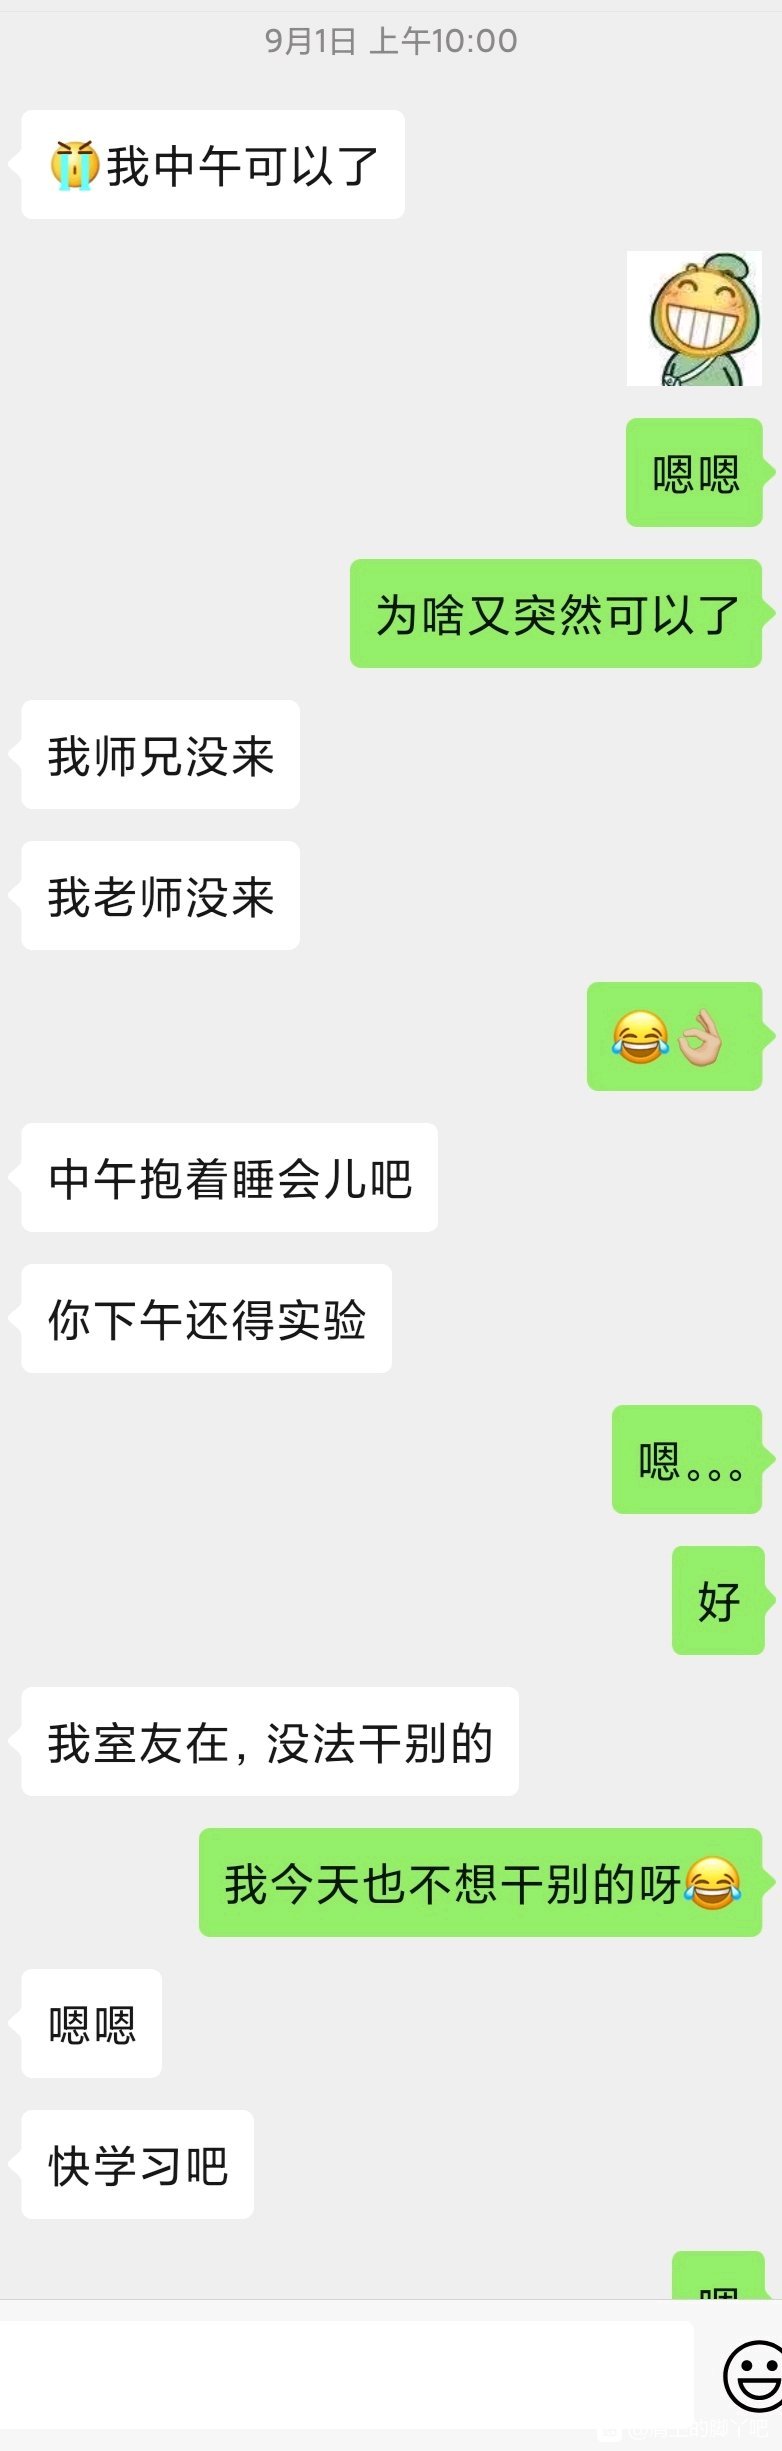 9月1日 上午10:00
😭我中午可以了
嗯嗯
为啥又突然可以了
我师兄没来
我老师没来
😂👌🏼
中午抱着睡会儿吧
你下午还得实验
嗯。。。
好
我室友在，没法干别的
我今天也不想干别的呀😂
嗯嗯
快学习吧